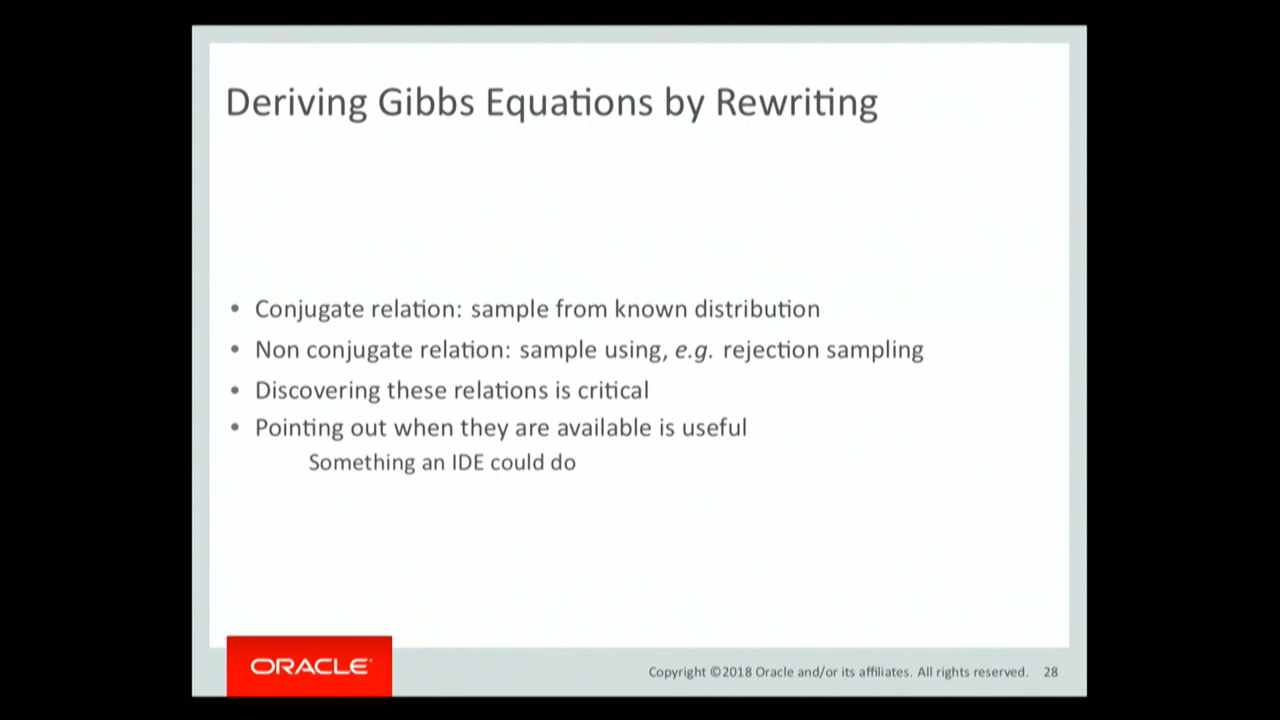 Deriving Gibbs Equations by Rewriting
• Conjugate relation: sample from known distribution
• Non conjugate relation: sample using, e.g. rejection sampling
• Discovering these relations is critical
• Pointing out when they are available is useful
Something an IDE could do
ORACLE
Copyright ©2018 Oracle and/or its affiliates. All rights reserved. 28